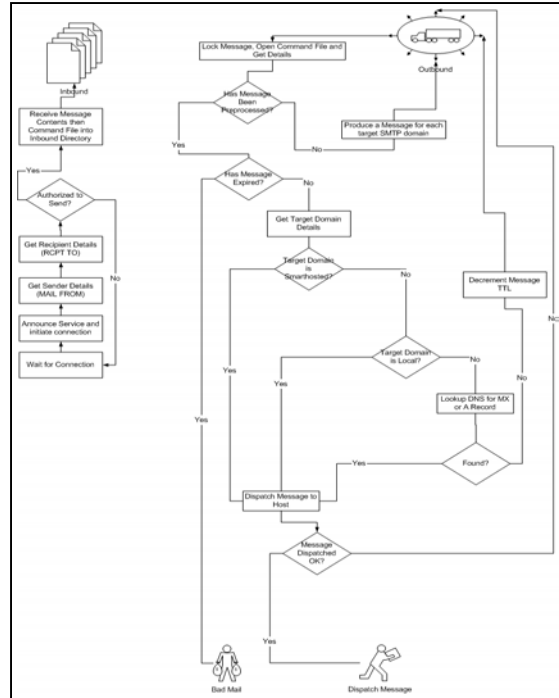 Inbound
Receive Message
Contents then
Command File into
Inbound Directory
Yes
Authorized to
Send?
No
Get Recipient Details
(RCPT TO)
Get Sender Details
(MAIL FROM)
Announce Service and
initiate connection
Wait for Connection
Lock Message, Open Command File and
Get Details
Outbound
Has Message
Been
Preprocessed?
Yes
No
Produce a Message for each
target SMTP domain
Has Message
Expired?
No
Get Target Domain
Details
Target Domain
is
Smarthosted?
No
Yes
Decrement Message
TTL
No
Target Domain
is Local?
No
Yes
No
Lookup DNS for MX
or A Record
Found?
Yes
Yes
Dispatch Message to
Host
Message
Dispatched
OK?
Yes
Bad Mail
Dispatch Message